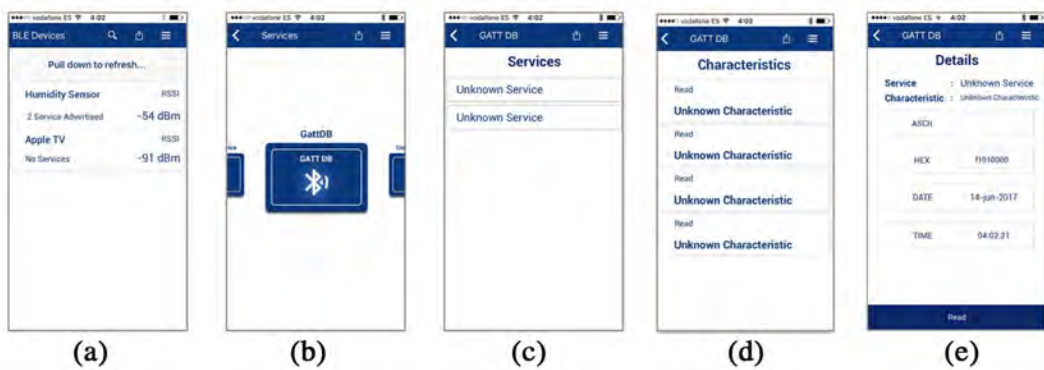 vodafone ES 4:02
BLE Devices
Pull down to refresh...
Humidity Sensor RSSI
2 Service Advertised -54 dBm
Apple TV RSSI
No Services -91 dBm
(a)
vodafone ES 4:02
Services
GattDB
GATT DB
(b)
vodafone ES 4:02
GATT DB
Services
Unknown Service
Unknown Service
(c)
vodafone ES 4:02
GATT DB
Characteristics
Read
Unknown Characteristic
Read
Unknown Characteristic
Read
Unknown Characteristic
Read
Unknown Characteristic
(d)
vodafone ES 4:02
GATT DB
Details
Service : Unknown Service
Characteristic : Unknown Characteristic
ASCII
HEX f1010000
DATE 14-jun-2017
TIME 04:02:21
Read
(e)